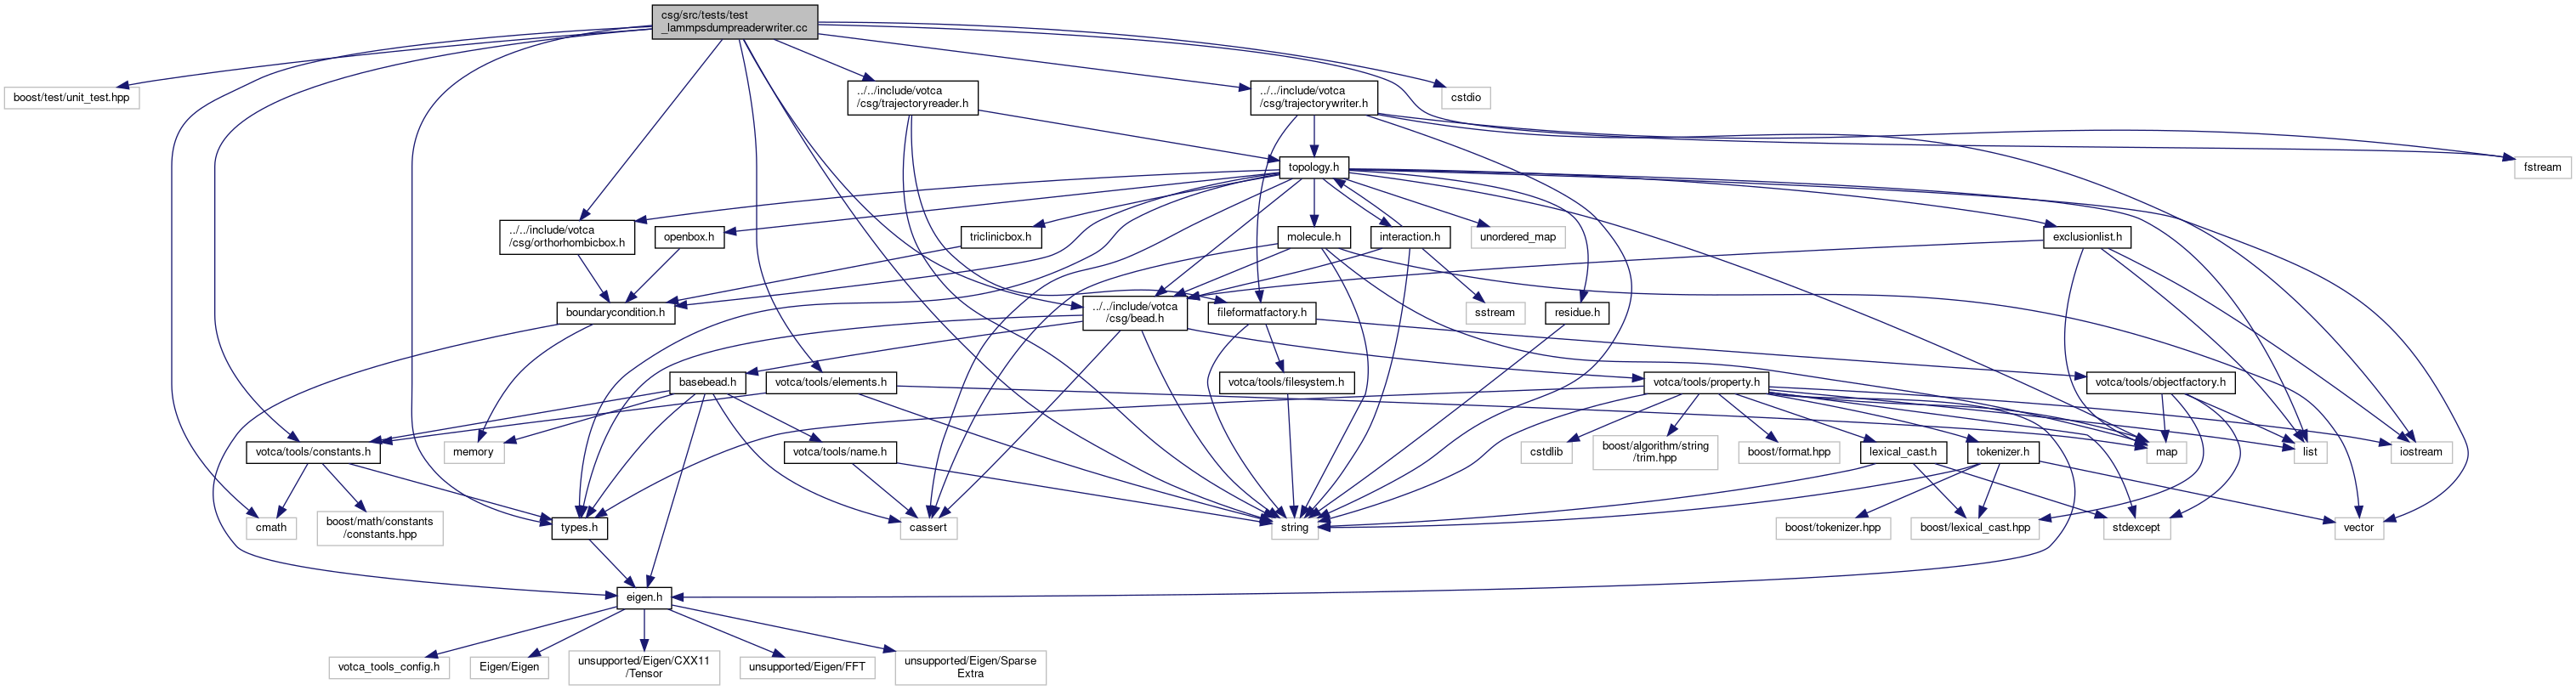 csg/src/tests/test
_lammpsdumpreaderwriter.cc
boost/test/unit_test.hpp
../../include/votca
/csg/trajectoryreader.h
../../include/votca
/csg/trajectorywriter.h
cstdio
topology.h
fstream
../../include/votca
/csg/orthorhombicbox.h
openbox.h
triclinicbox.h
molecule.h
interaction.h
unordered_map
exclusionlist.h
boundarycondition.h
../../include/votca
/csg/bead.h
fileformatfactory.h
sstream
residue.h
basebead.h
votca/tools/elements.h
votca/tools/filesystem.h
votca/tools/property.h
votca/tools/objectfactory.h
votca/tools/constants.h
memory
votca/tools/name.h
cstdlib
boost/algorithm/string
/trim.hpp
boost/format.hpp
lexical_cast.h
tokenizer.h
map
list
iostream
cmath
boost/math/constants
/constants.hpp
types.h
cassert
string
boost/tokenizer.hpp
boost/lexical_cast.hpp
stdexcept
vector
eigen.h
votca_tools_config.h
Eigen/Eigen
unsupported/Eigen/CXX11
/Tensor
unsupported/Eigen/FFT
unsupported/Eigen/Sparse
Extra